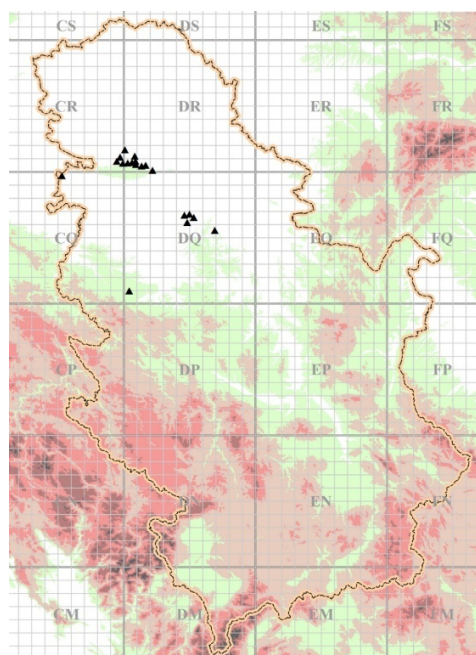 CS DS ES FS
CR DR ER FR
CQ DQ EQ FQ
CP DP EP FP
EN FN
CM DM EM FM